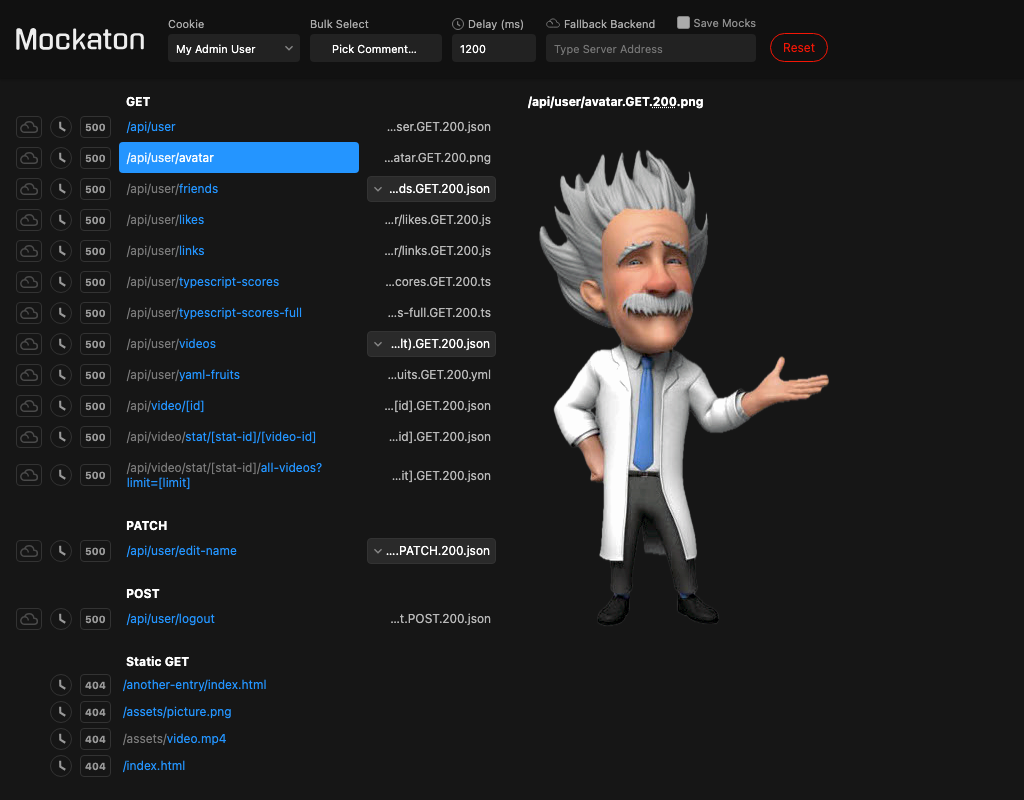 Mockaton
Cookie
My Admin User
Bulk Select
Pick Comment...
Delay (ms)
1200
Fallback Backend
Save Mocks
Type Server Address
Reset
GET
500 /api/user ...ser.GET.200.json
500 /api/user/avatar ...atar.GET.200.png
500 /api/user/friends ...ds.GET.200.json
500 /api/user/likes ...r/likes.GET.200.js
500 /api/user/links ...r/links.GET.200.js
500 /api/user/typescript-scores ...cores.GET.200.ts
500 /api/user/typescript-scores-full ...s-full.GET.200.ts
500 /api/user/videos ...lt).GET.200.json
500 /api/user/yaml-fruits ...uits.GET.200.yml
500 /api/video/[id] ...[id].GET.200.json
500 /api/video/stat/[stat-id]/[video-id] ...id].GET.200.json
500 /api/video/stat/[stat-id]/all-videos? ...it].GET.200.json
limit=[limit]
PATCH
500 /api/user/edit-name ....PATCH.200.json
POST
500 /api/user/logout ...t.POST.200.json
Static GET
404 /another-entry/index.html
404 /assets/picture.png
404 /assets/video.mp4
404 /index.html
/api/user/avatar.GET.200.png